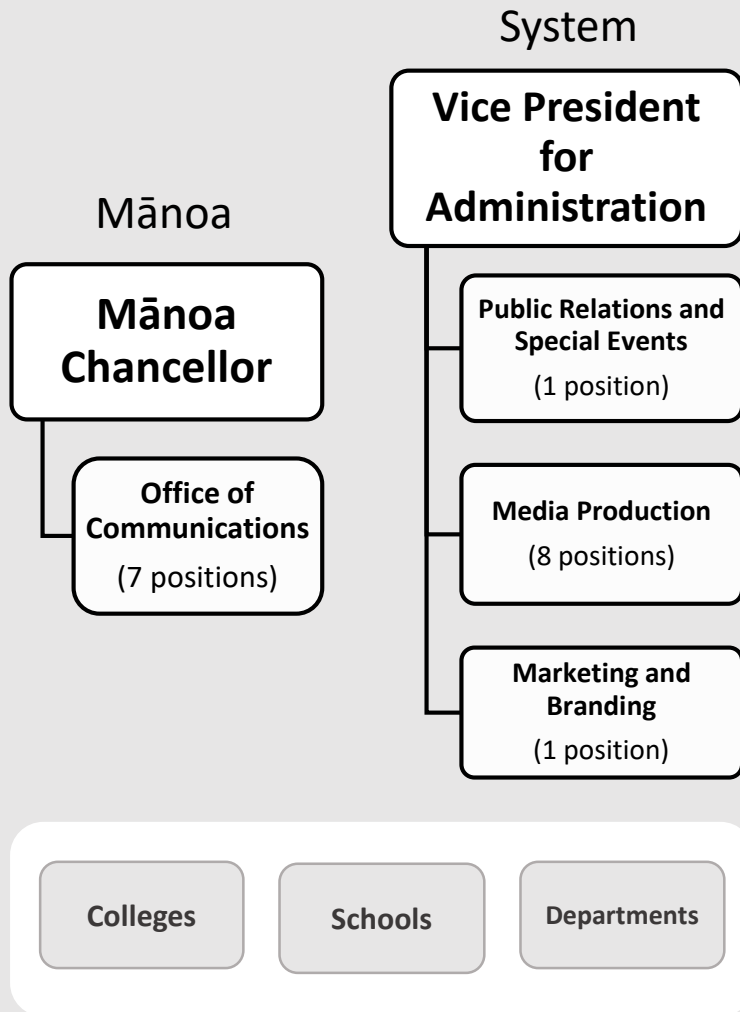 Mānoa
Mānoa
Chancellor
Office of
Communications
(7 positions)
System
Vice President
for
Administration
Public Relations and
Special Events
(1 position)
Media Production
(8 positions)
Marketing and
Branding
(1 position)
Colleges
Schools
Departments